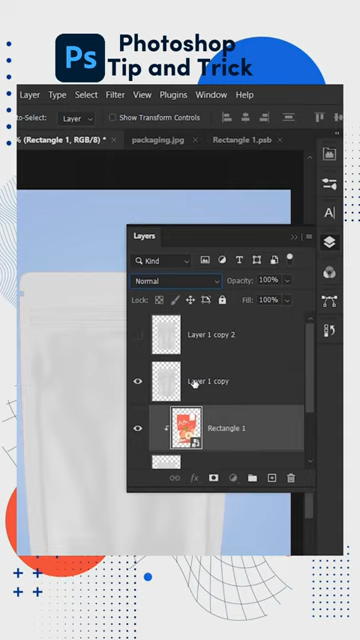 Ps
Photoshop
Tip and Trick
Layer Type Select Filter View Plugins Window Help
to-Select: Layer Show Transform Controls
% (Rectangle 1, RGB/8) * × packaging.jpg × Rectangle 1.psb ×
Layers
Kind
Normal Opacity: 100%
Lock: Fill: 100%
Layer 1 copy 2
Layer 1 copy
Rectangle 1
fx